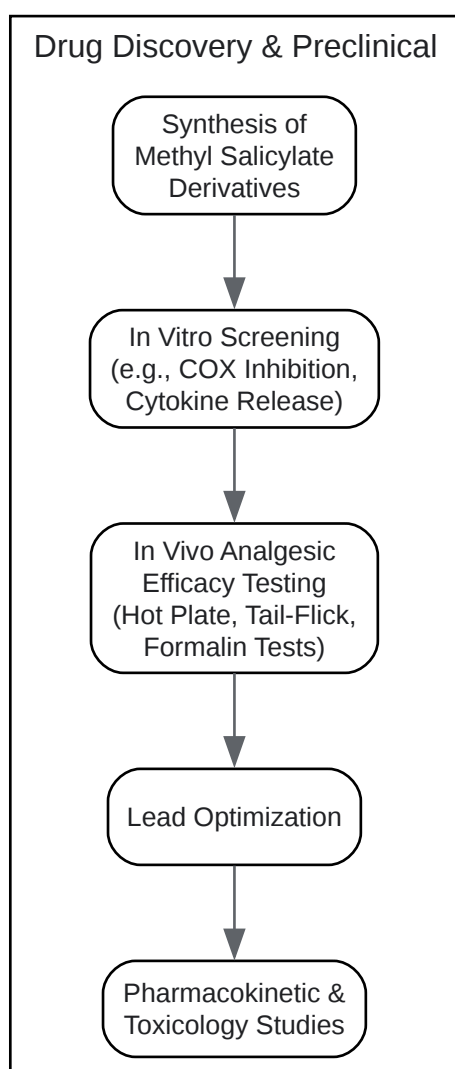 Drug Discovery & Preclinical
Synthesis of
Methyl Salicylate
Derivatives
In Vitro Screening
(e.g., COX Inhibition,
Cytokine Release)
In Vivo Analgesic
Efficacy Testing
(Hot Plate, Tail-Flick,
Formalin Tests)
Lead Optimization
Pharmacokinetic &
Toxicology Studies